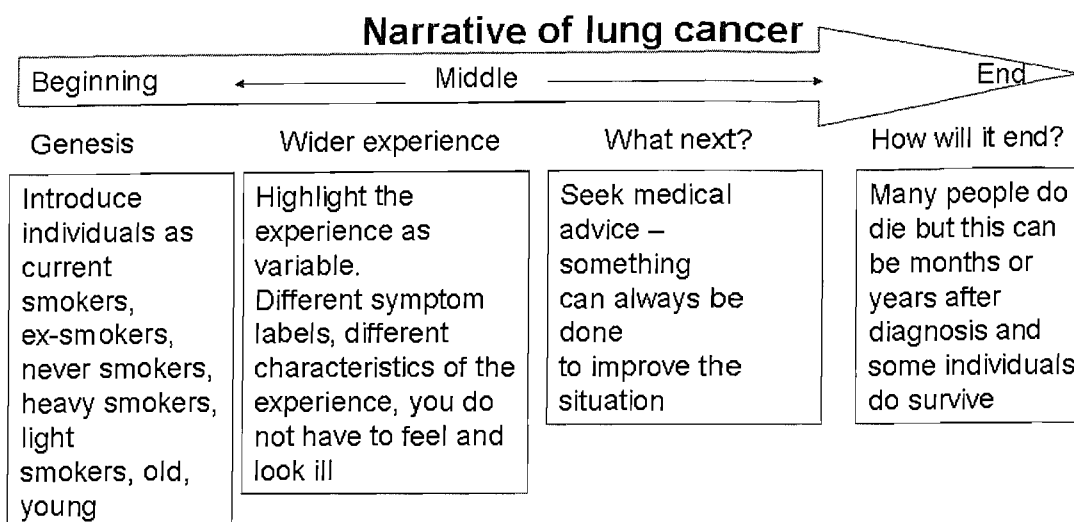 Narrative of lung cancer
Beginning
Middle
End
Genesis
Introduce
individuals as
current
smokers,
ex-smokers,
never smokers,
heavy smokers,
light
smokers, old,
young
Wider experience
Highlight the
experience as
variable.
Different symptom
labels, different
characteristics of the
experience, you do
not have to feel and
look ill
What next?
Seek medical
advice –
something
can always be
done
to improve the
situation
How will it end?
Many people do
die but this can
be months or
years after
diagnosis and
some individuals
do survive